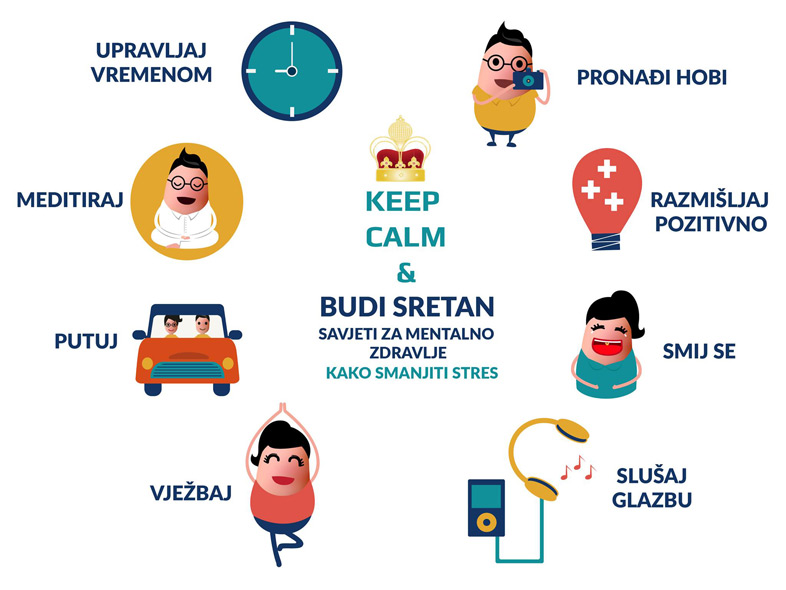 UPRAVLJAJ
VREMENOM
PRONAĐI HOBI
MEDITIRAJ
KEEP
CALM
&
BUDI SRETAN
SAVJETI ZA MENTALNO
ZDRAVLJE
KAKO SMANJITI STRES
RAZMIŠLJAJ
POZITIVNO
PUTUJ
SMIJ SE
VJEŽBAJ
SLUŠAJ
GLAZBU